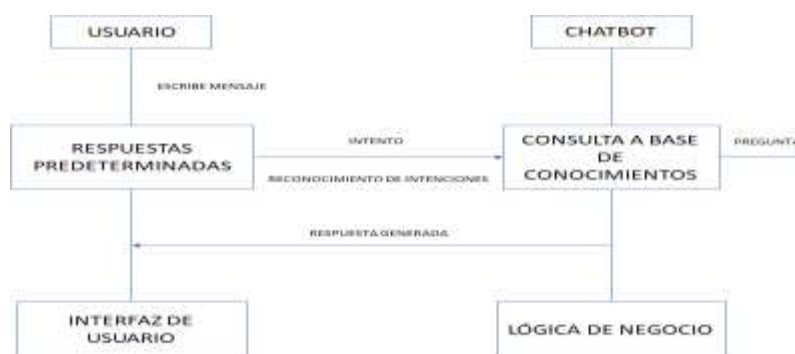 USUARIO
CHATBOT
ESCRIBE MENSAJE
RESPUESTAS
PREDETERMINADAS
INTENTO
RECONOCIMIENTO DE INTENCIONES
CONSULTA A BASE
DE
CONOCIMIENTOS
PREGUNTA
RESPUESTA GENERADA
INTERFAZ DE
USUARIO
LÓGICA DE NEGOCIO